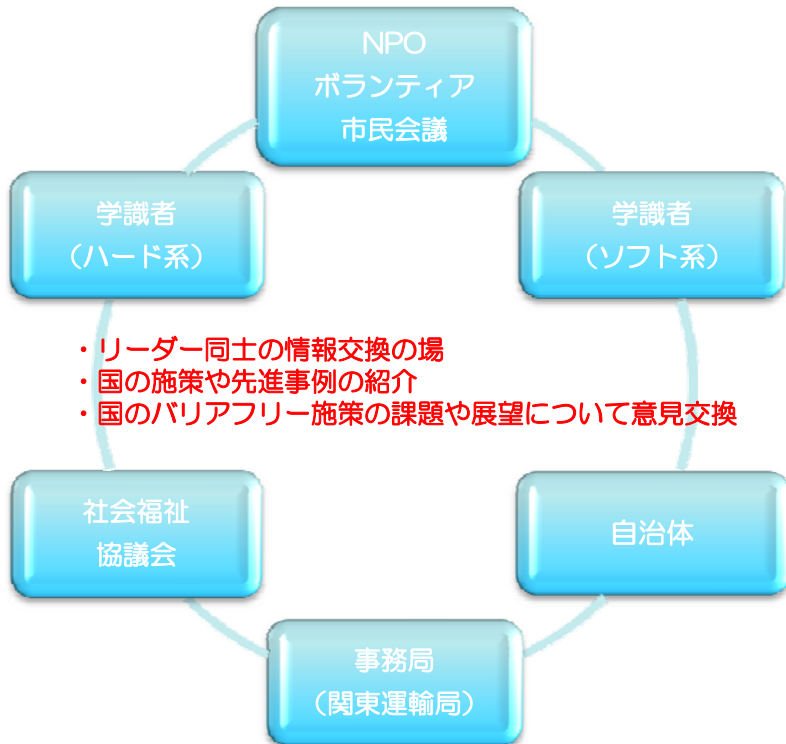 NPO
ボランティア
市民会議
学識者
（ハード系）
学識者
（ソフト系）
・リーダー同士の情報交換の場
・国の施策や先進事例の紹介
・国のバリアフリー施策の課題や展望について意見交換
社会福祉
協議会
自治体
事務局
（関東運輸局）